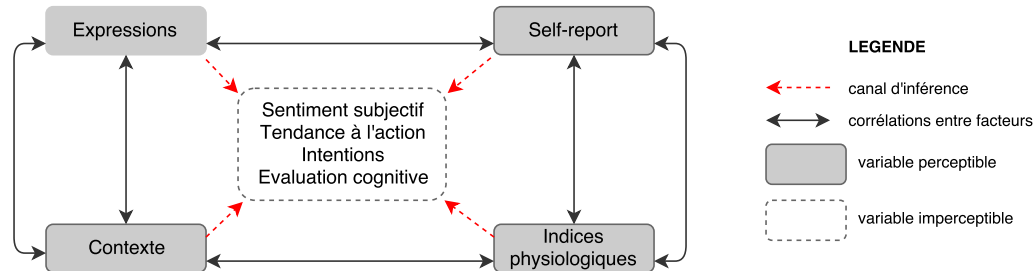 Expressions
Self-report
Sentiment subjectif
Tendance à l'action
Intentions
Evaluation cognitive
Contexte
Indices
physiologiques
LEGENDE
canal d'inférence
corrélations entre facteurs
variable perceptible
variable imperceptible